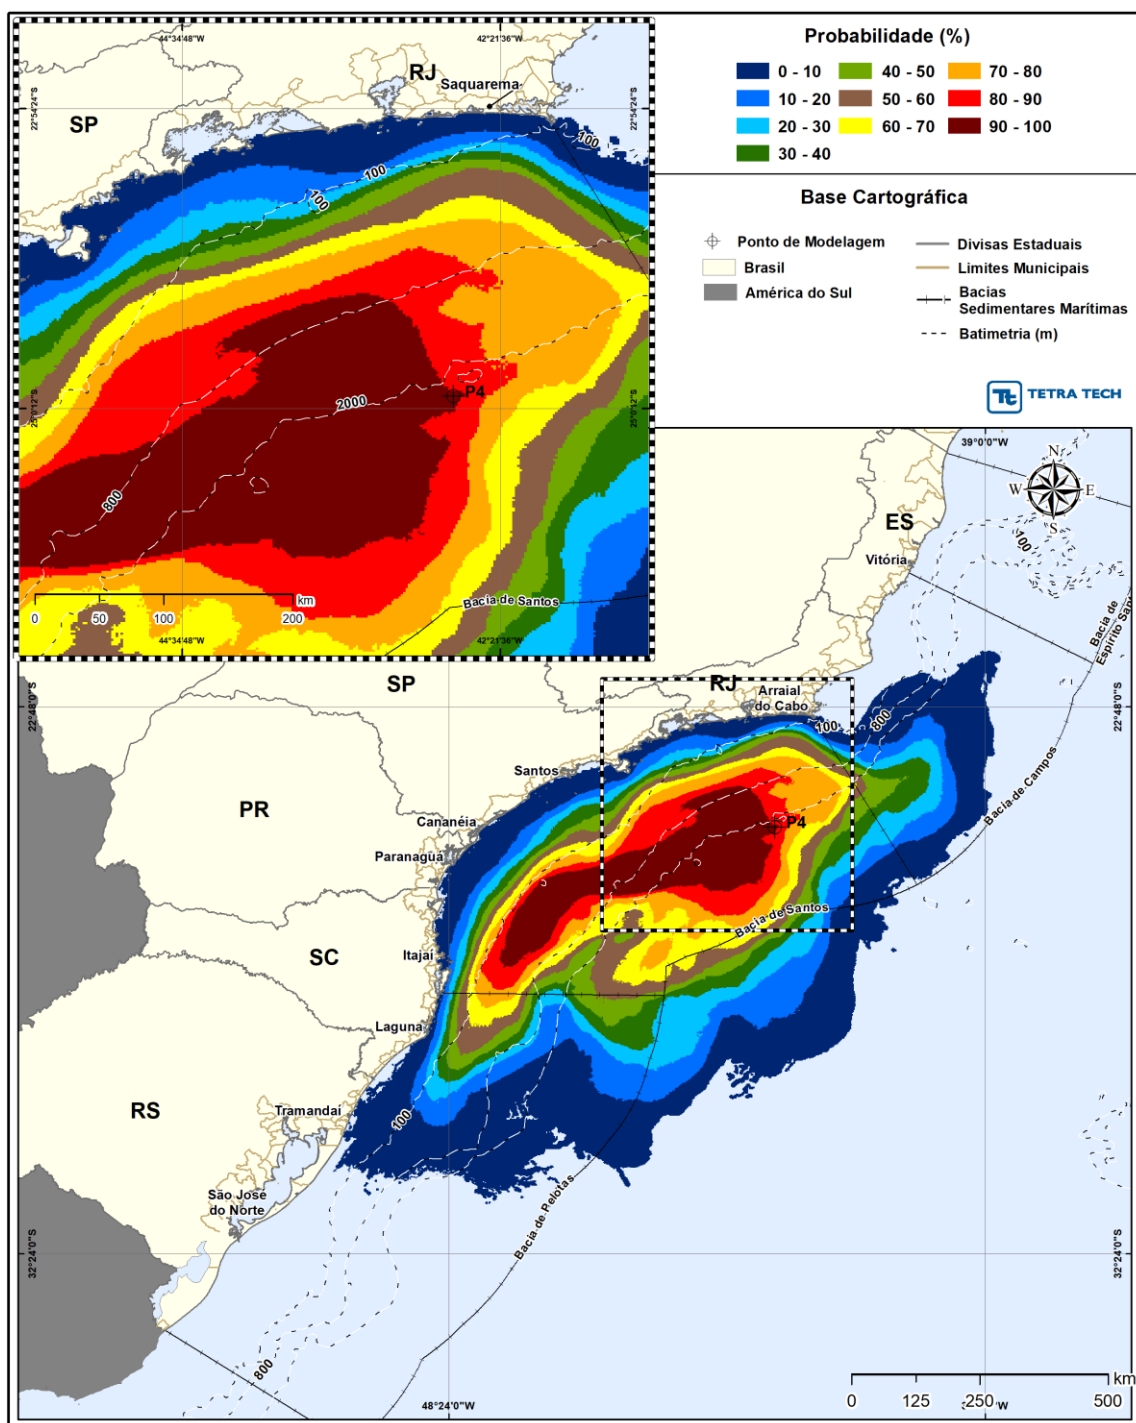 44°34'48"W
42°21'36"W
RJ
Saquarema
SP
22°54'24"S
22°54'24"S
100
100
100
25°0'12"S
25°0'12"S
P4
2000
800
km
0 50 100 200
Bacia de Santos
44°34'48"W
42°21'36"W
Probabilidade (%)
0 - 10
40 - 50
70 - 80
10 - 20
50 - 60
80 - 90
20 - 30
60 - 70
90 - 100
30 - 40
Base Cartográfica
Ponto de Modelagem
Divisas Estaduais
Brasil
Limites Municipais
América do Sul
Bacias
Sedimentares Marítimas
Batimetria (m)
Tt
TETRA TECH
39°0'0"W
N
W
E
S
ES
100
Vitória
Bacia de
Espírito San
SP
RJ
Arraial
do Cabo
22°48'0"S
22°48'0"S
100
800
Santos
Bacia de Campos
PR
Cananéia
P4
Paranaguá
Bacia de Santos
SC
Itajaí
Laguna
RS
Tramandaí
100
São José
do Norte
Bacia de Pelotas
32°24'0"S
32°24'0"S
800
km
0 125 250 500
48°24'0"W
'W